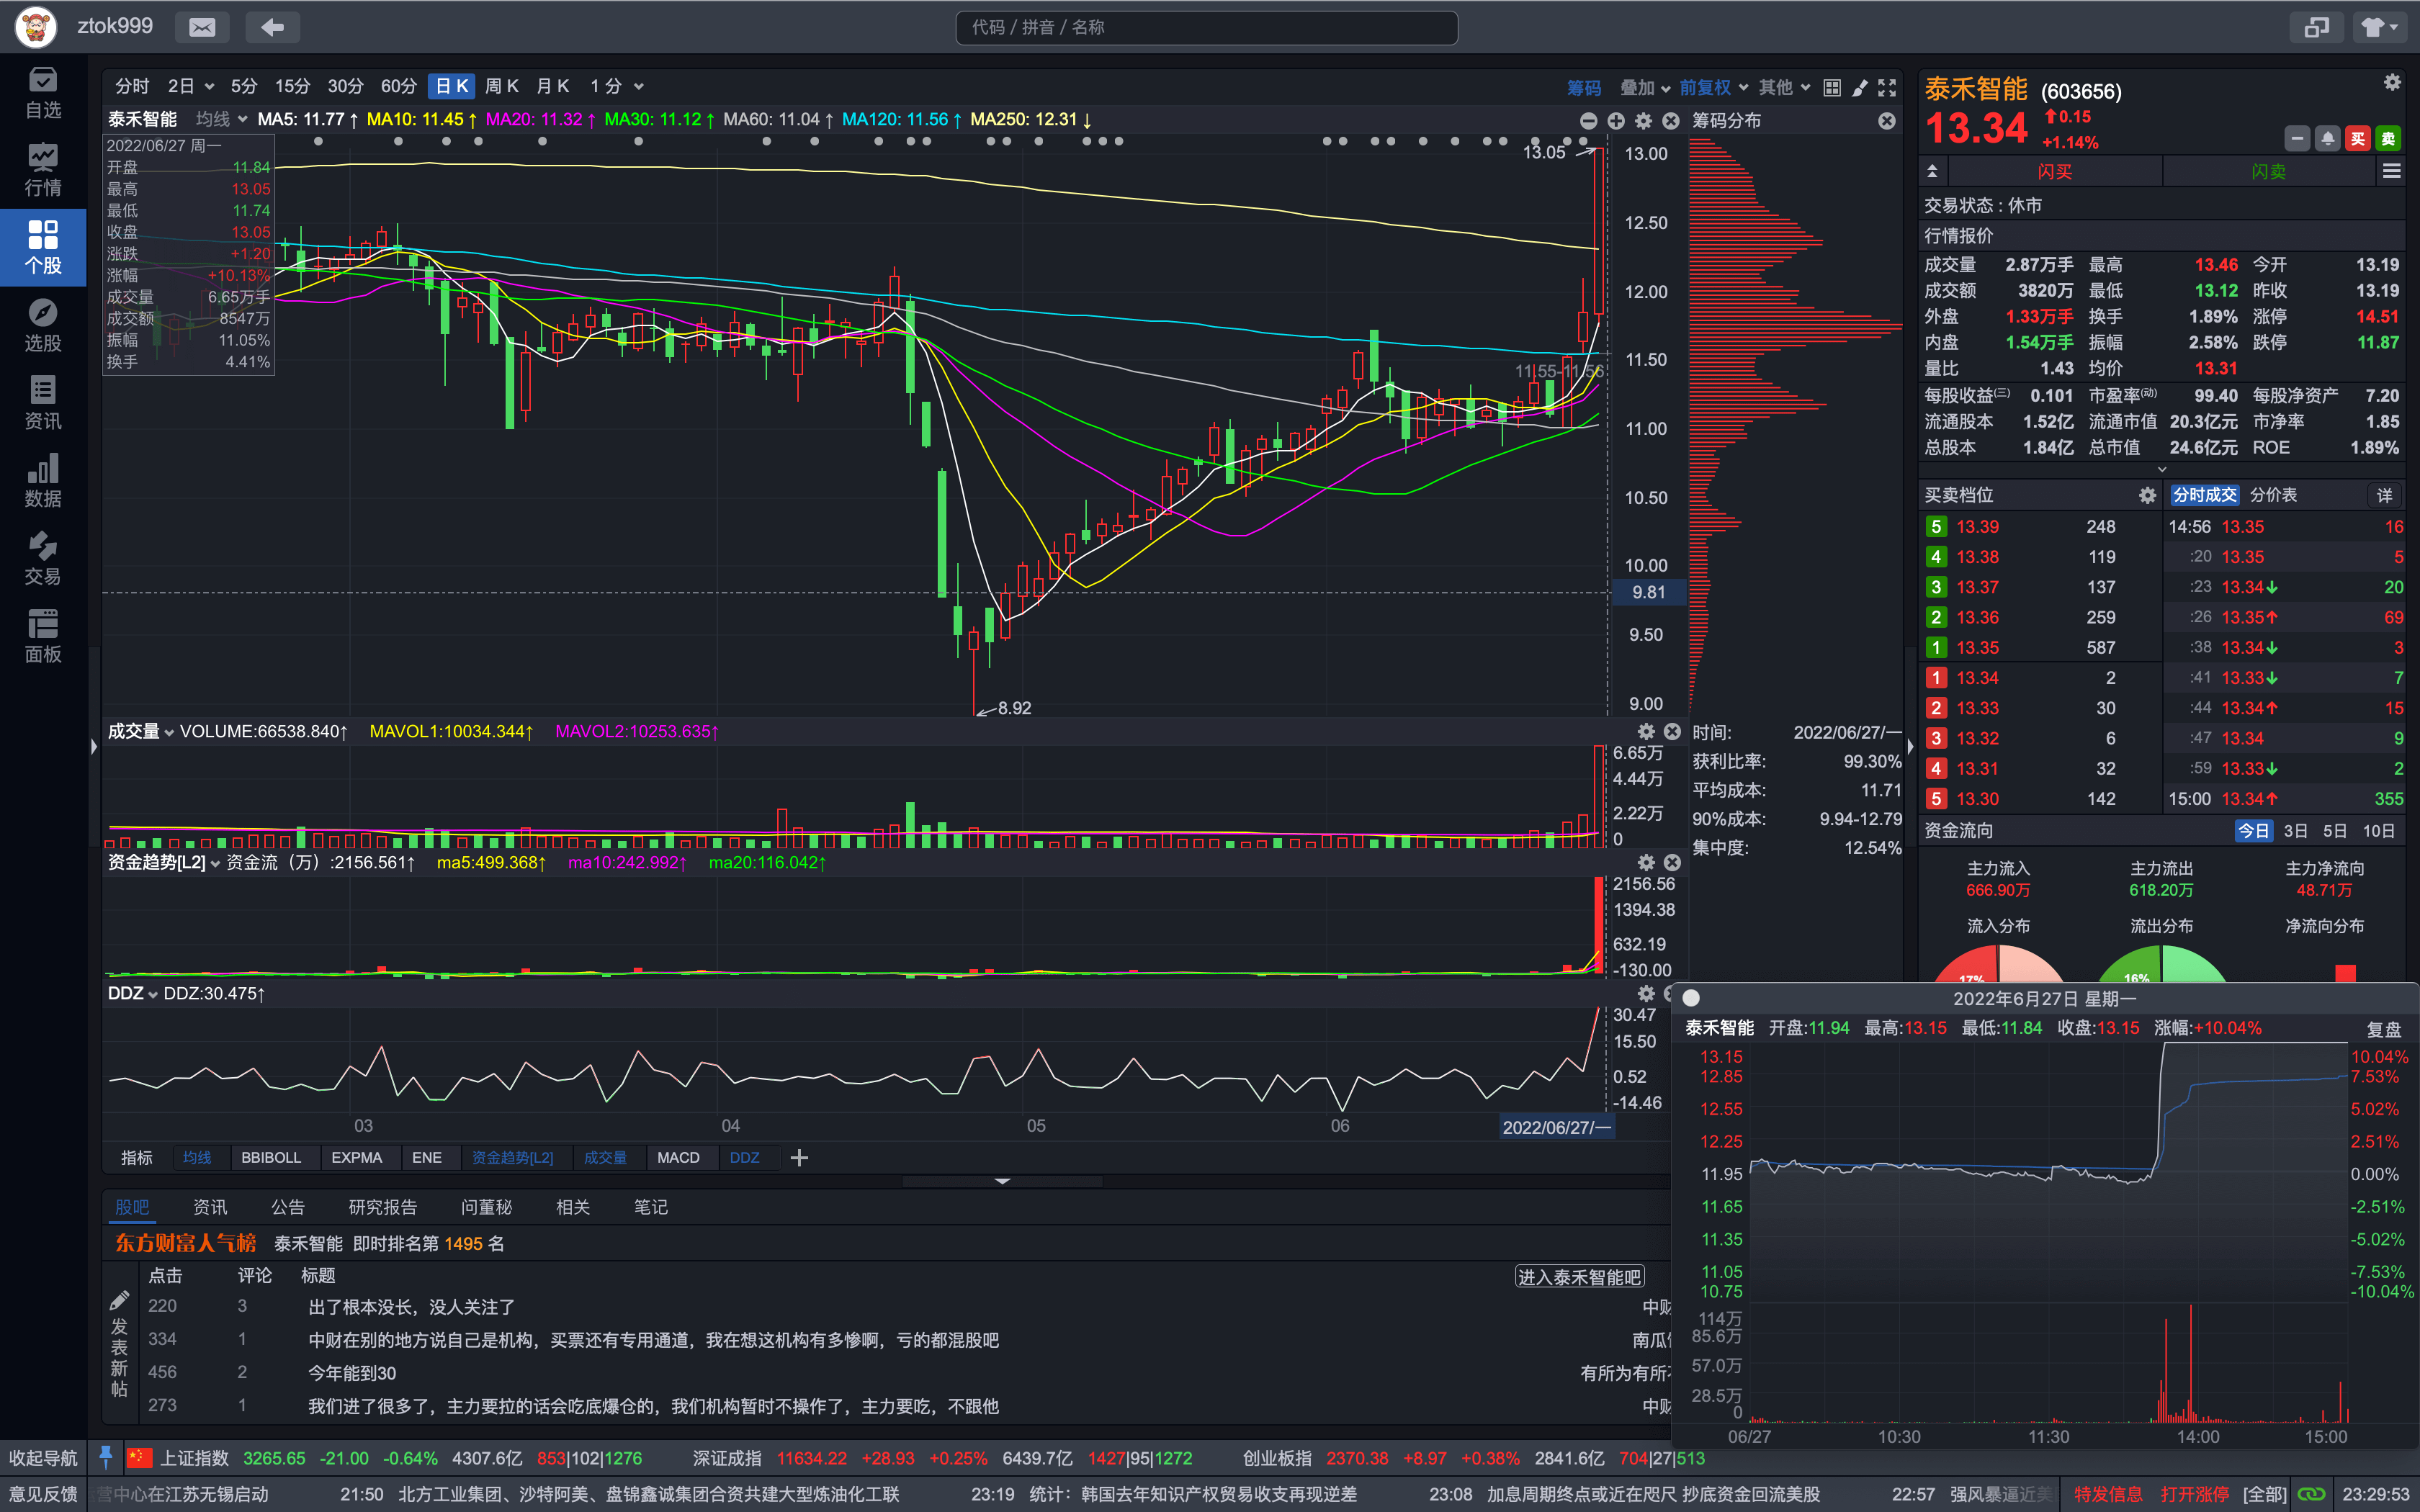 ztok999
代码 / 拼音 / 名称
自选
行情
个股
选股
资讯
数据
交易
面板
分时 2日 5分 15分 30分 60分 日K 周K 月K 1分 筹码 叠加 前复权 其他
泰禾智能 均线 MA5: 11.77↑ MA10: 11.45↑ MA20: 11.32↑ MA30: 11.12↑ MA60: 11.04↑ MA120: 11.56↑ MA250: 12.31↓ 筹码分布
2022/06/27 周一
开盘 11.84
最高 13.05
最低 11.74
收盘 13.05
涨跌 +1.20
涨幅 +10.13%
成交量 6.65万手
成交额 8547万
振幅 11.05%
换手 4.41%
13.05
11.55-11.56
8.92
13.00
12.50
12.00
11.50
11.00
10.50
10.00
9.81
9.50
9.00
成交量 VOLUME:66538.840↑ MAVOL1:10034.344↑ MAVOL2:10253.635↑
6.65万
4.44万
2.22万
0
资金趋势[L2] 资金流（万）:2156.561↑ ma5:499.368↑ ma10:242.992↑ ma20:116.042↑
2156.56
1394.38
632.19
-130.00
DDZ DDZ:30.475↑
30.47
15.50
0.52
-14.46
03 04 05 06 2022/06/27/一
时间: 2022/06/27/一
获利比率: 99.30%
平均成本: 11.71
90%成本: 9.94-12.79
集中度: 12.54%
指标 均线 BBIBOLL EXPMA ENE 资金趋势[L2] 成交量 MACD DDZ
股吧 资讯 公告 研究报告 问董秘 相关 笔记
东方财富人气榜 泰禾智能 即时排名第 1495 名
点击 评论 标题 进入泰禾智能吧
发表新帖
220 3 出了根本没长，没人关注了 中财
334 1 中财在别的地方说自己是机构，买票还有专用通道，我在想这机构有多惨啊，亏的都混股吧 南瓜
456 2 今年能到30 有所为有所
273 1 我们进了很多了，主力要拉的话会吃底爆仓的，我们机构暂时不操作了，主力要吃，不跟他 中财
泰禾智能 (603656)
13.34 0.15
+1.14%
买 卖
闪买 闪卖
交易状态 : 休市
行情报价
成交量 2.87万手 最高 13.46 今开 13.19
成交额 3820万 最低 13.12 昨收 13.19
外盘 1.33万手 换手 1.89% 涨停 14.51
内盘 1.54万手 振幅 2.58% 跌停 11.87
量比 1.43 均价 13.31
每股收益(三) 0.101 市盈率(动) 99.40 每股净资产 7.20
流通股本 1.52亿 流通市值 20.3亿元 市净率 1.85
总股本 1.84亿 总市值 24.6亿元 ROE 1.89%
买卖档位 分时成交 分价表 详
5 13.39 248 14:56 13.35 16
4 13.38 119 :20 13.35 5
3 13.37 137 :23 13.34↓ 20
2 13.36 259 :26 13.35↑ 69
1 13.35 587 :38 13.34↓ 3
1 13.34 2 :41 13.33↓ 7
2 13.33 30 :44 13.34↑ 15
3 13.32 6 :47 13.34 9
4 13.31 32 :59 13.33↓ 2
5 13.30 142 15:00 13.34↑ 355
资金流向 今日 3日 5日 10日
主力流入 主力流出 主力净流向
666.90万 618.20万 48.71万
流入分布 流出分布 净流向分布
17% 16%
2022年6月27日 星期一
泰禾智能 开盘:11.94 最高:13.15 最低:11.84 收盘:13.15 涨幅:+10.04% 复盘
13.15 10.04%
12.85 7.53%
12.55 5.02%
12.25 2.51%
11.95 0.00%
11.65 -2.51%
11.35 -5.02%
11.05 -7.53%
10.75 -10.04%
114万
85.6万
57.0万
28.5万
0
06/27 10:30 11:30 14:00 15:00
收起导航 上证指数 3265.65 -21.00 -0.64% 4307.6亿 853|102|1276 深证成指 11634.22 +28.93 +0.25% 6439.7亿 1427|95|1272 创业板指 2370.38 +8.97 +0.38% 2841.6亿 704|27|513
意见反馈 营中心在江苏无锡启动 21:50 北方工业集团、沙特阿美、盘锦鑫诚集团合资共建大型炼油化工联 23:19 统计：韩国去年知识产权贸易收支再现逆差 23:08 加息周期终点或近在咫尺 抄底资金回流美股 22:57 强风暴逼近美 特发信息 打开涨停 [全部] 23:29:53